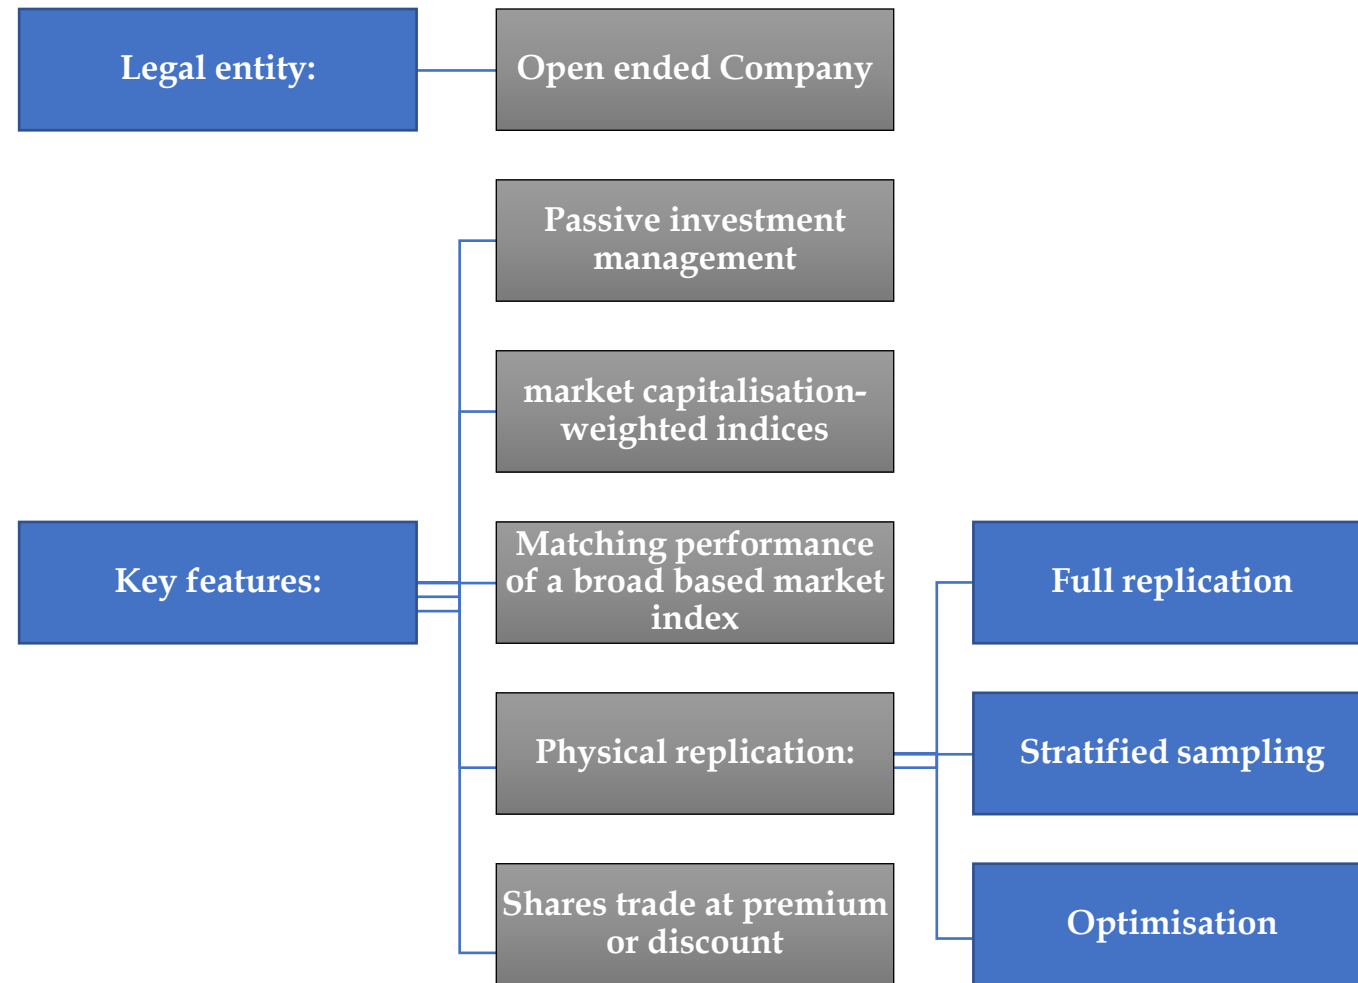 Legal entity:
Open ended Company
Passive investment
management
market capitalisation-
weighted indices
Key features:
Matching performance
of a broad based market
index
Full replication
Physical replication:
Stratified sampling
Shares trade at premium
or discount
Optimisation